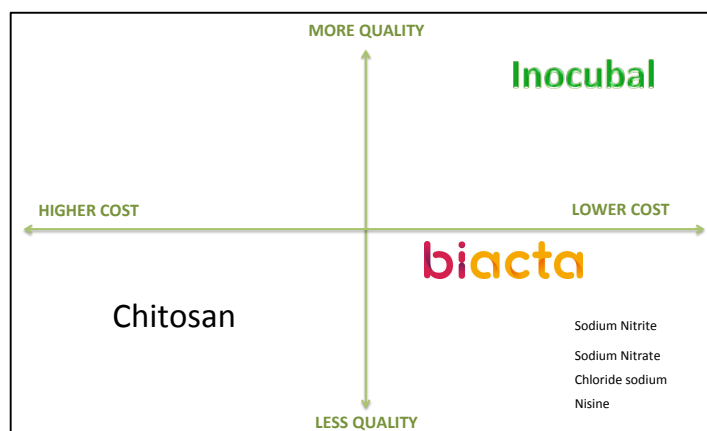 MORE QUALITY
Inocubal
HIGHER COST
LOWER COST
biacta
Chitosan
Sodium Nitrite
Sodium Nitrate
Chloride sodium
Nisine
LESS QUALITY